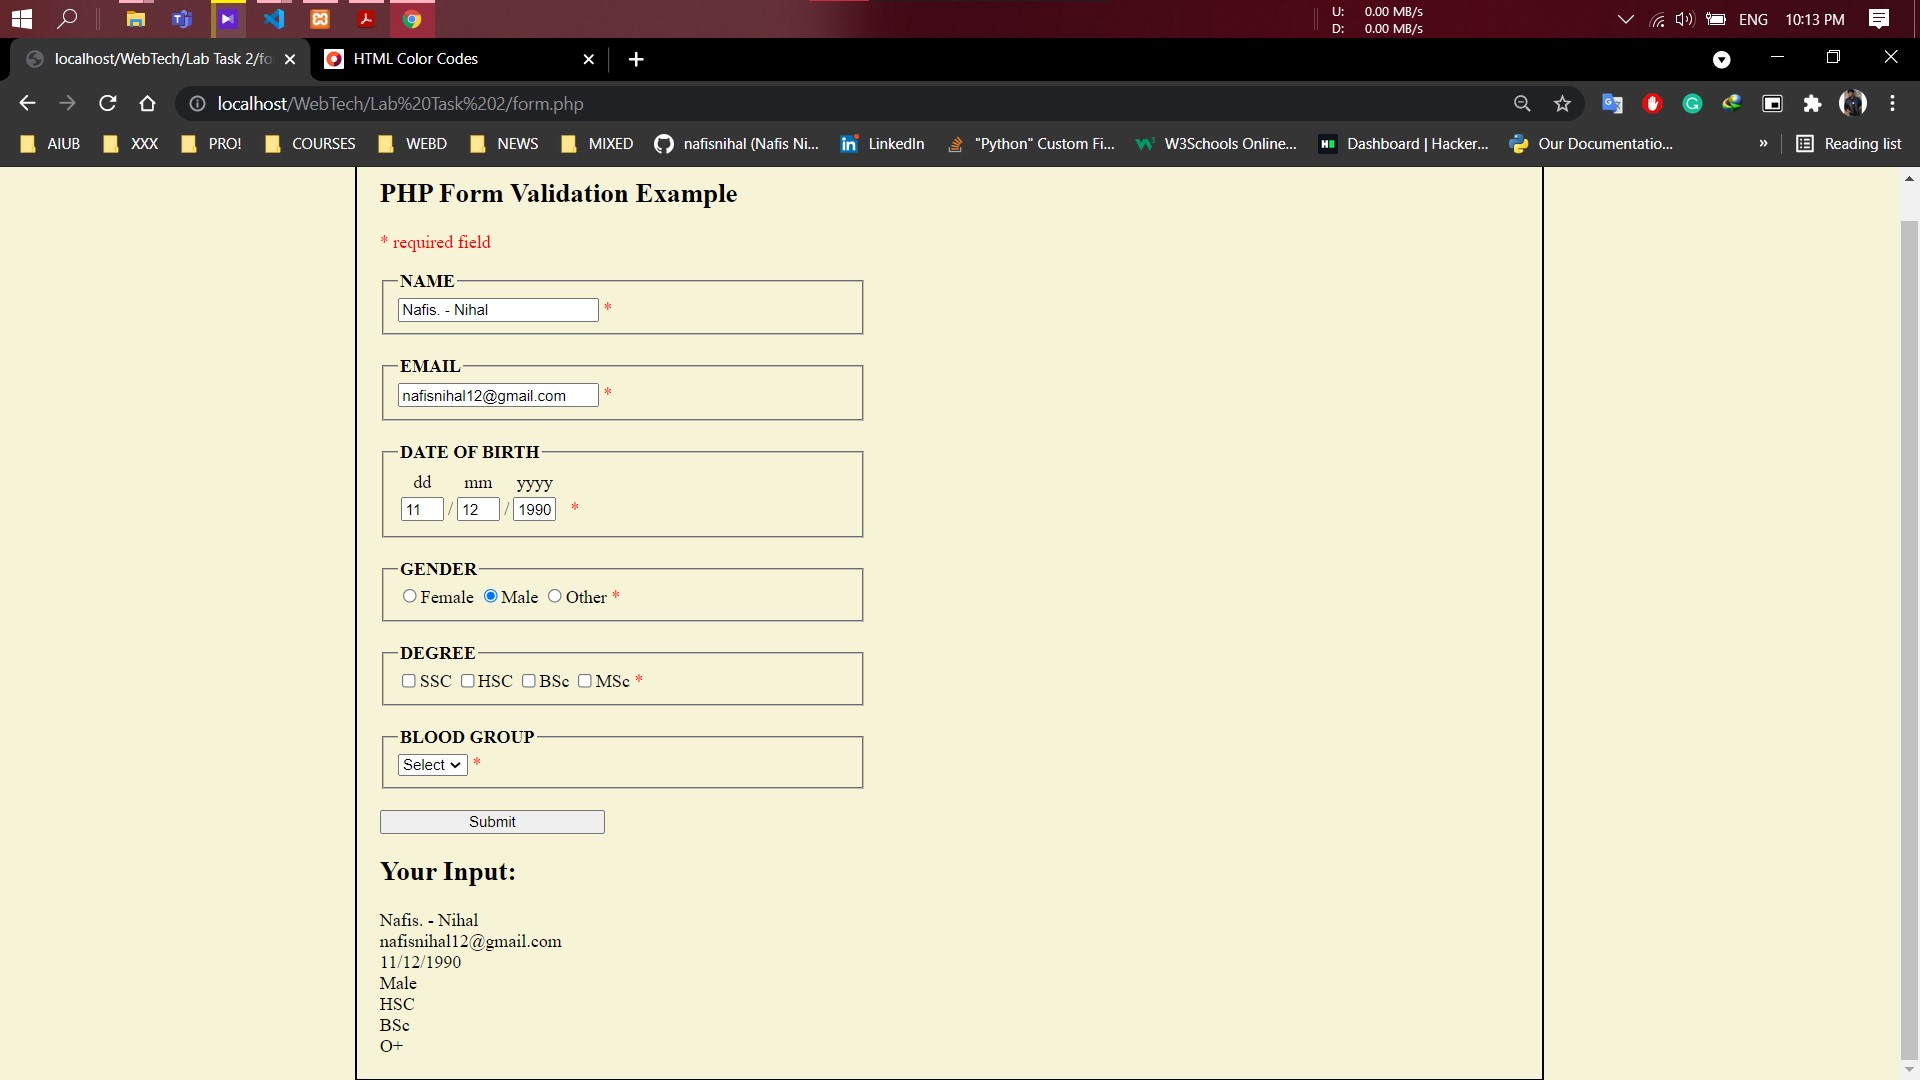 U: 0.00 MB/s
D: 0.00 MB/s
ENG 10:13 PM
localhost/WebTech/Lab Task 2/fo
HTML Color Codes
localhost/WebTech/Lab%20Task%202/form.php
AIUB XXX PRO! COURSES WEBD NEWS MIXED nafisnihal (Nafis Ni... LinkedIn "Python" Custom Fi... W3Schools Online... Dashboard | Hacker... Our Documentatio... » Reading list
PHP Form Validation Example
* required field
NAME
Nafis. - Nihal *
EMAIL
nafisnihal12@gmail.com *
DATE OF BIRTH
dd mm yyyy
11 / 12 / 1990 *
GENDER
Female Male Other *
DEGREE
SSC HSC BSc MSc *
BLOOD GROUP
Select *
Submit
Your Input:
Nafis. - Nihal
nafisnihal12@gmail.com
11/12/1990
Male
HSC
BSc
O+